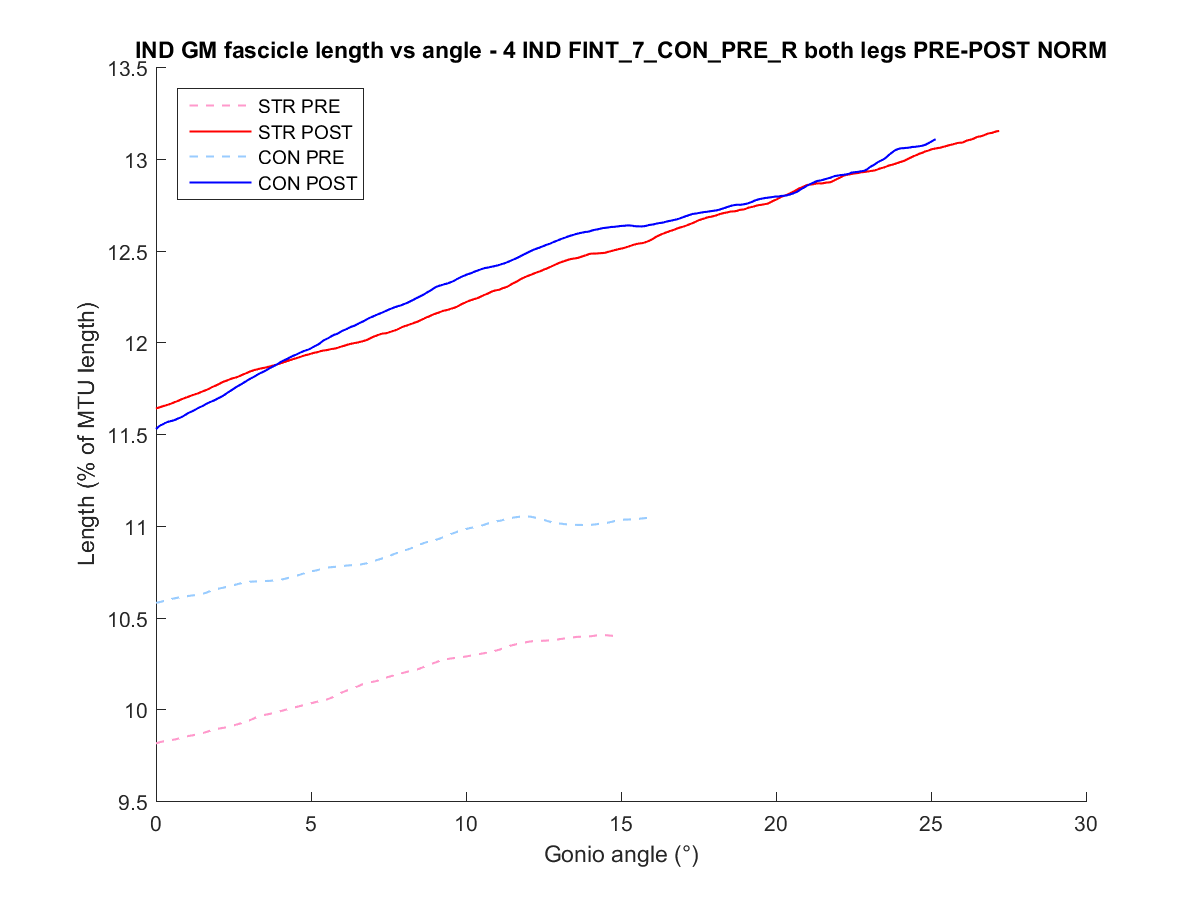 IND GM fascicle length vs angle - 4 IND FINT_7_CON_PRE_R both legs PRE-POST NORM
13.5
STR PRE
STR POST
CON PRE
CON POST
13
12.5
12
11.5
11
10.5
10
9.5
Length (% of MTU length)
0 5 10 15 20 25 30
Gonio angle (°)